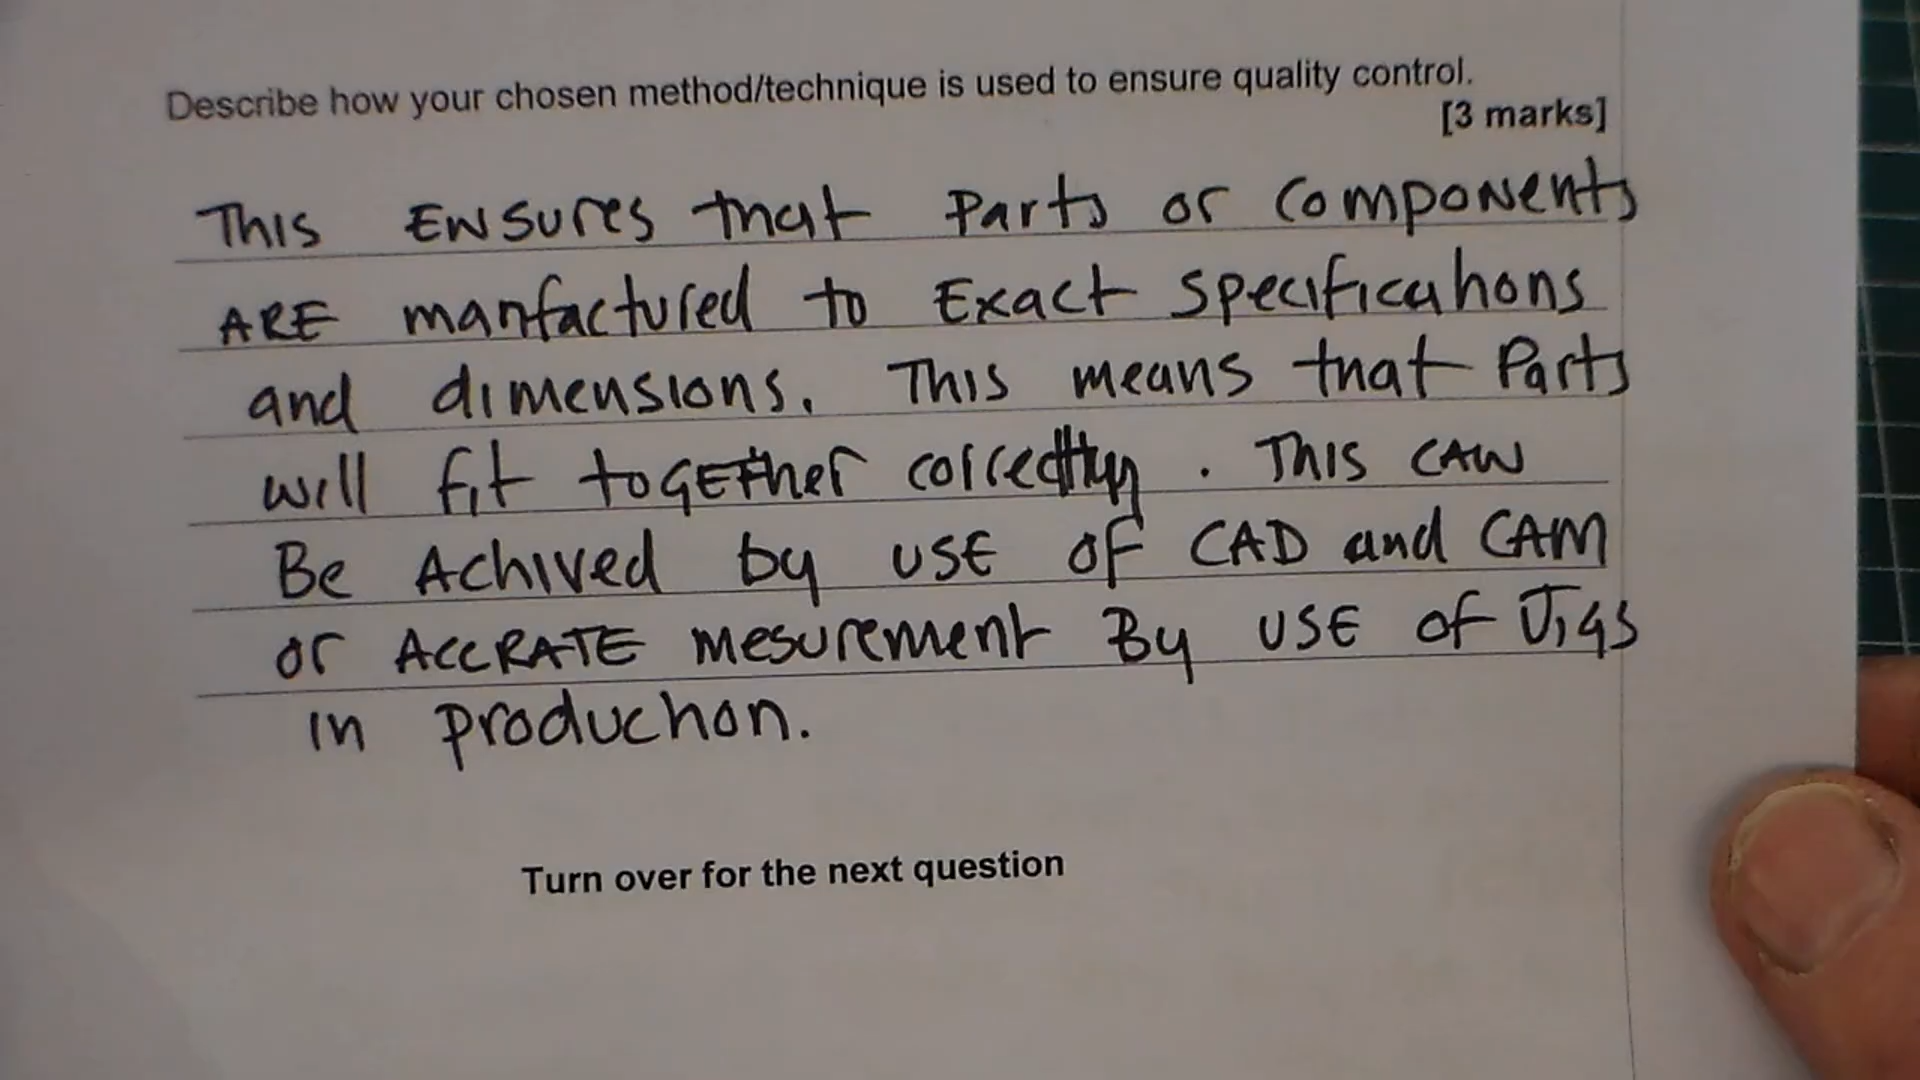 Describe how your chosen method/technique is used to ensure quality control.
[3 marks]
This ENSures that Parts or components
ARE manfactured to Exact specifications
and dimensions. This means that Parts
will fit toGETher correctly. This CAN
Be Achived by USE of CAD and CAM
or ACCRATE mesurement By USE of Jigs
in production.
Turn over for the next question